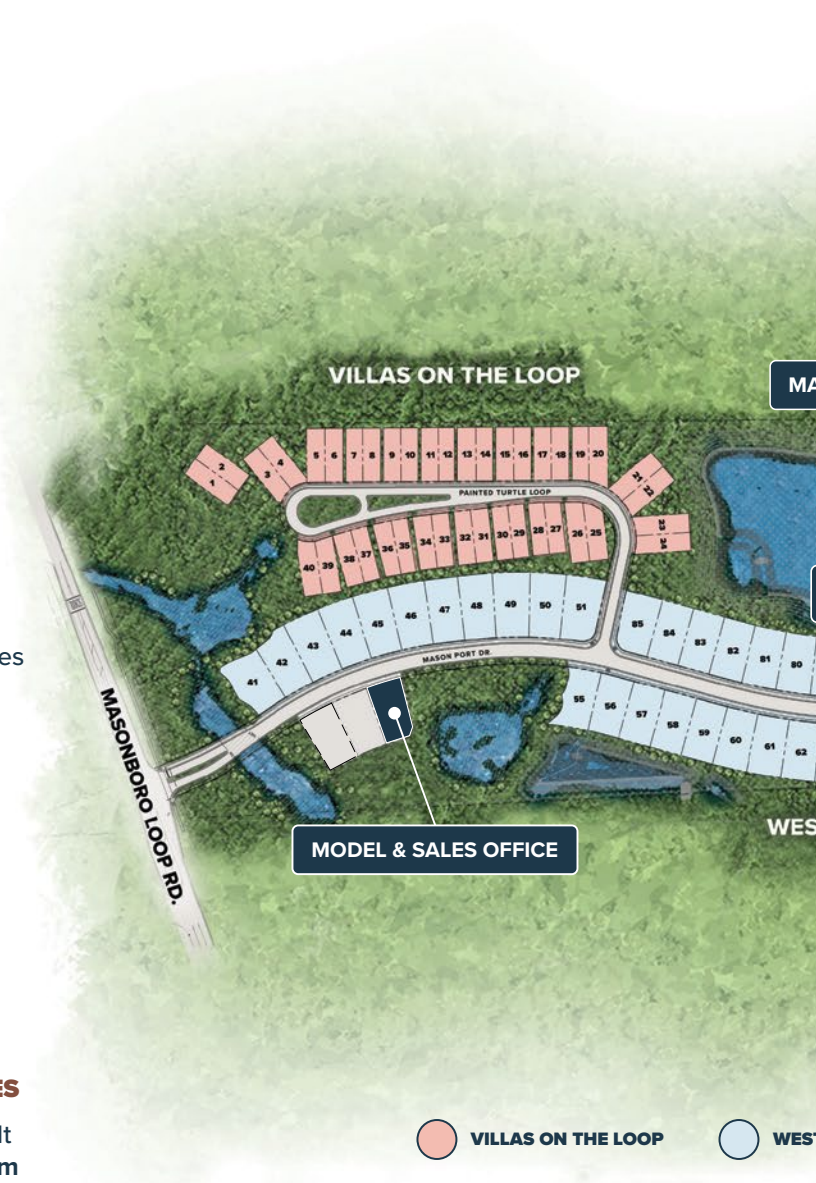 VILLAS ON THE LOOP
MA
2
1
4
3
5 6 7 8 9 10 11 12 13 14 15 16 17 18 19 20
21
22
PAINTED TURTLE LOOP
23
24
40 39 38 37 36 35 34 33 32 31 30 29 28 27 26 25
41 42 43 44 45 46 47 48 49 50 51
85 84 83 82 81 80
es
MASON PORT DR.
55 56 57 58 59 60 61 62
MASONBORO LOOP RD.
WES
MODEL & SALES OFFICE
ES
lt
m
VILLAS ON THE LOOP
WEST